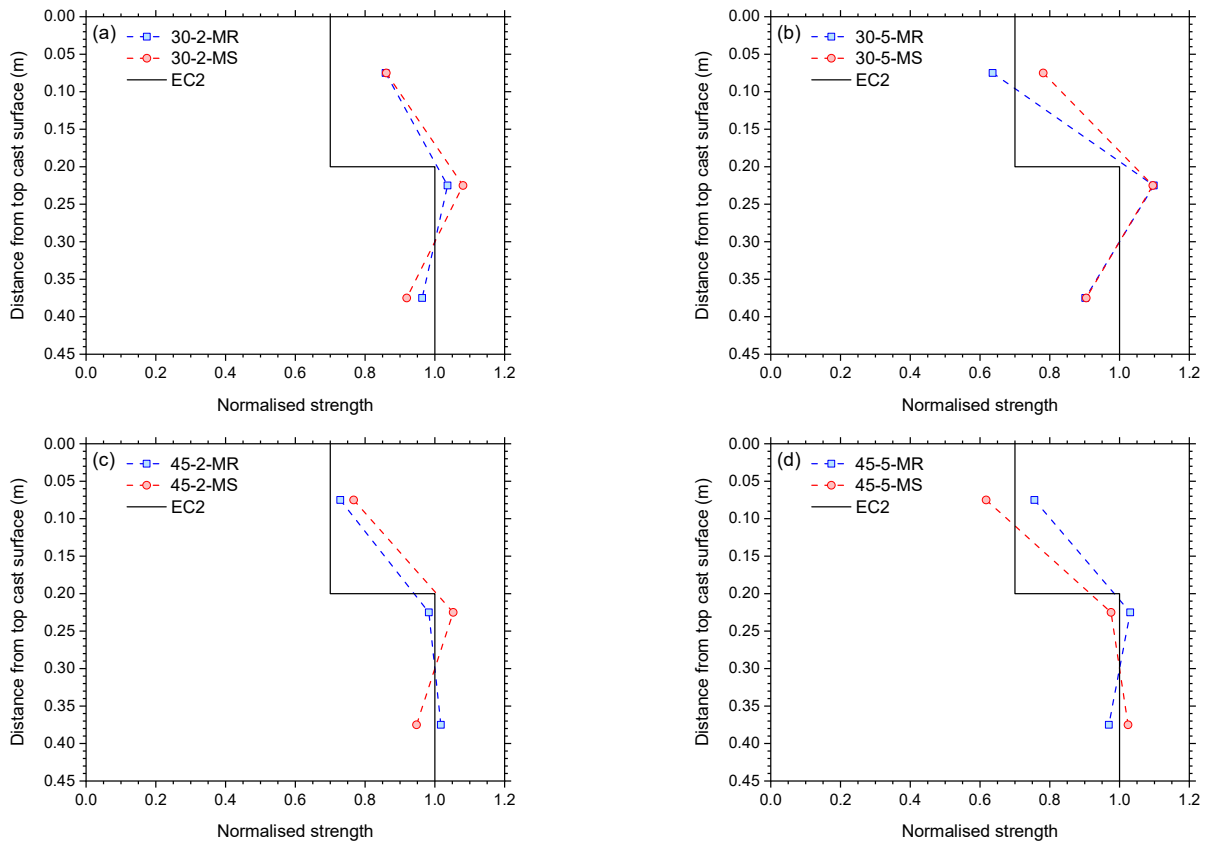 (a)
30-2-MR
30-2-MS
EC2
Distance from top cast surface (m)
0.00
0.05
0.10
0.15
0.20
0.25
0.30
0.35
0.40
0.45
0.0 0.2 0.4 0.6 0.8 1.0 1.2
Normalised strength
(b)
30-5-MR
30-5-MS
EC2
Distance from top cast surface (m)
0.00
0.05
0.10
0.15
0.20
0.25
0.30
0.35
0.40
0.45
0.0 0.2 0.4 0.6 0.8 1.0 1.2
Normalised strength
(c)
45-2-MR
45-2-MS
EC2
Distance from top cast surface (m)
0.00
0.05
0.10
0.15
0.20
0.25
0.30
0.35
0.40
0.45
0.0 0.2 0.4 0.6 0.8 1.0 1.2
Normalised strength
(d)
45-5-MR
45-5-MS
EC2
Distance from top cast surface (m)
0.00
0.05
0.10
0.15
0.20
0.25
0.30
0.35
0.40
0.45
0.0 0.2 0.4 0.6 0.8 1.0 1.2
Normalised strength